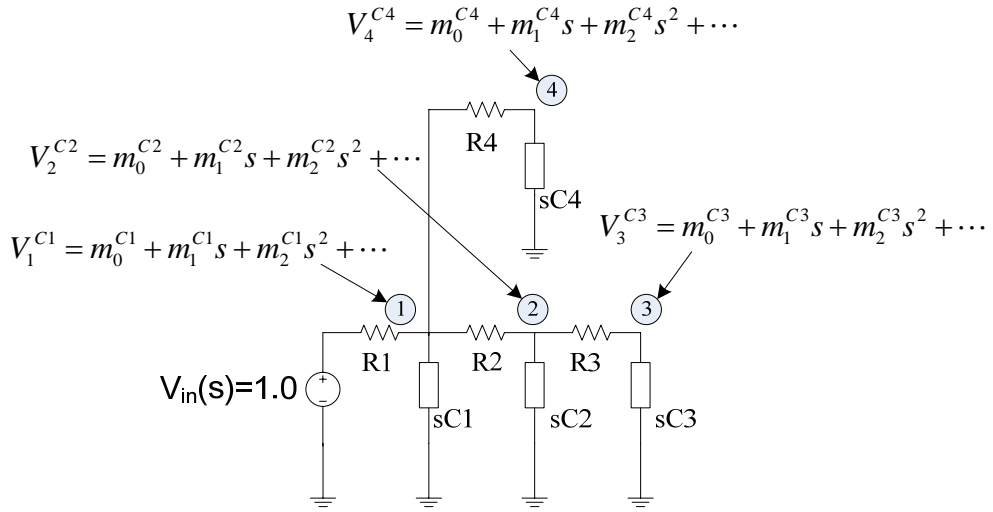 V_4^{C4} = m_0^{C4} + m_1^{C4}s + m_2^{C4}s^2 + ⋯
4
R4
V_2^{C2} = m_0^{C2} + m_1^{C2}s + m_2^{C2}s^2 + ⋯
sC4
V_3^{C3} = m_0^{C3} + m_1^{C3}s + m_2^{C3}s^2 + ⋯
V_1^{C1} = m_0^{C1} + m_1^{C1}s + m_2^{C1}s^2 + ⋯
1 2 3
R1 R2 R3
V_{in}(s)=1.0
+
−
sC1 sC2 sC3